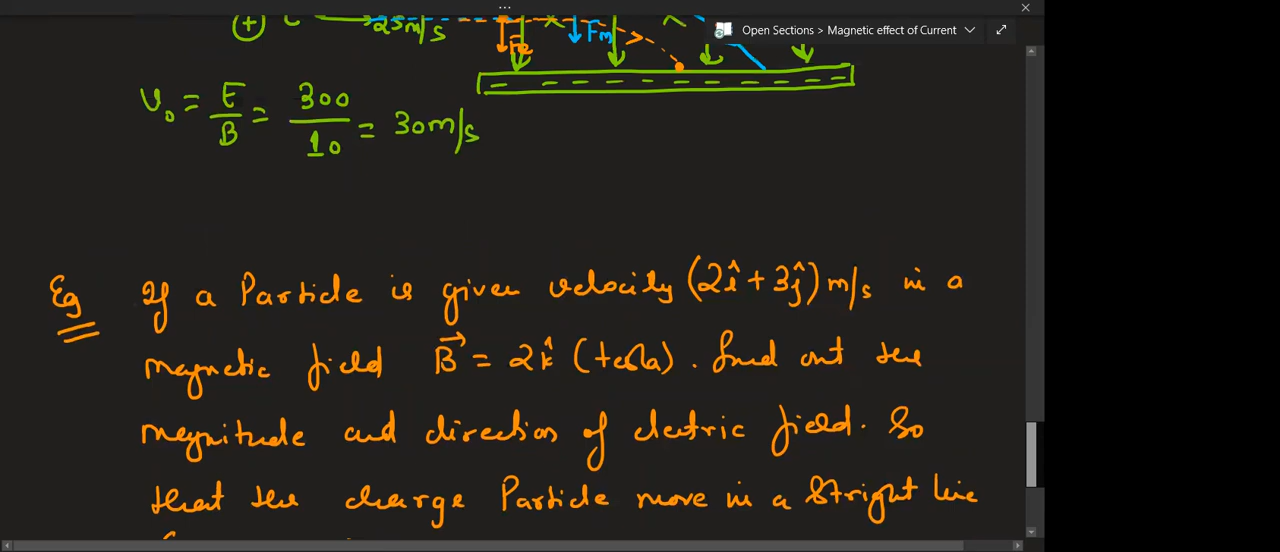 Open Sections > Magnetic effect of Current
+ 25m/s Fe Fm
v₀ = E/B = 300/10 = 30m/s
Eg If a Particle is given velocity (2î + 3ĵ) m/s in a
magnetic field B⃗ = 2k̂ (tesla). find out the
magnitude and direction of electric field. So
that the charge Particle move in a Stright line